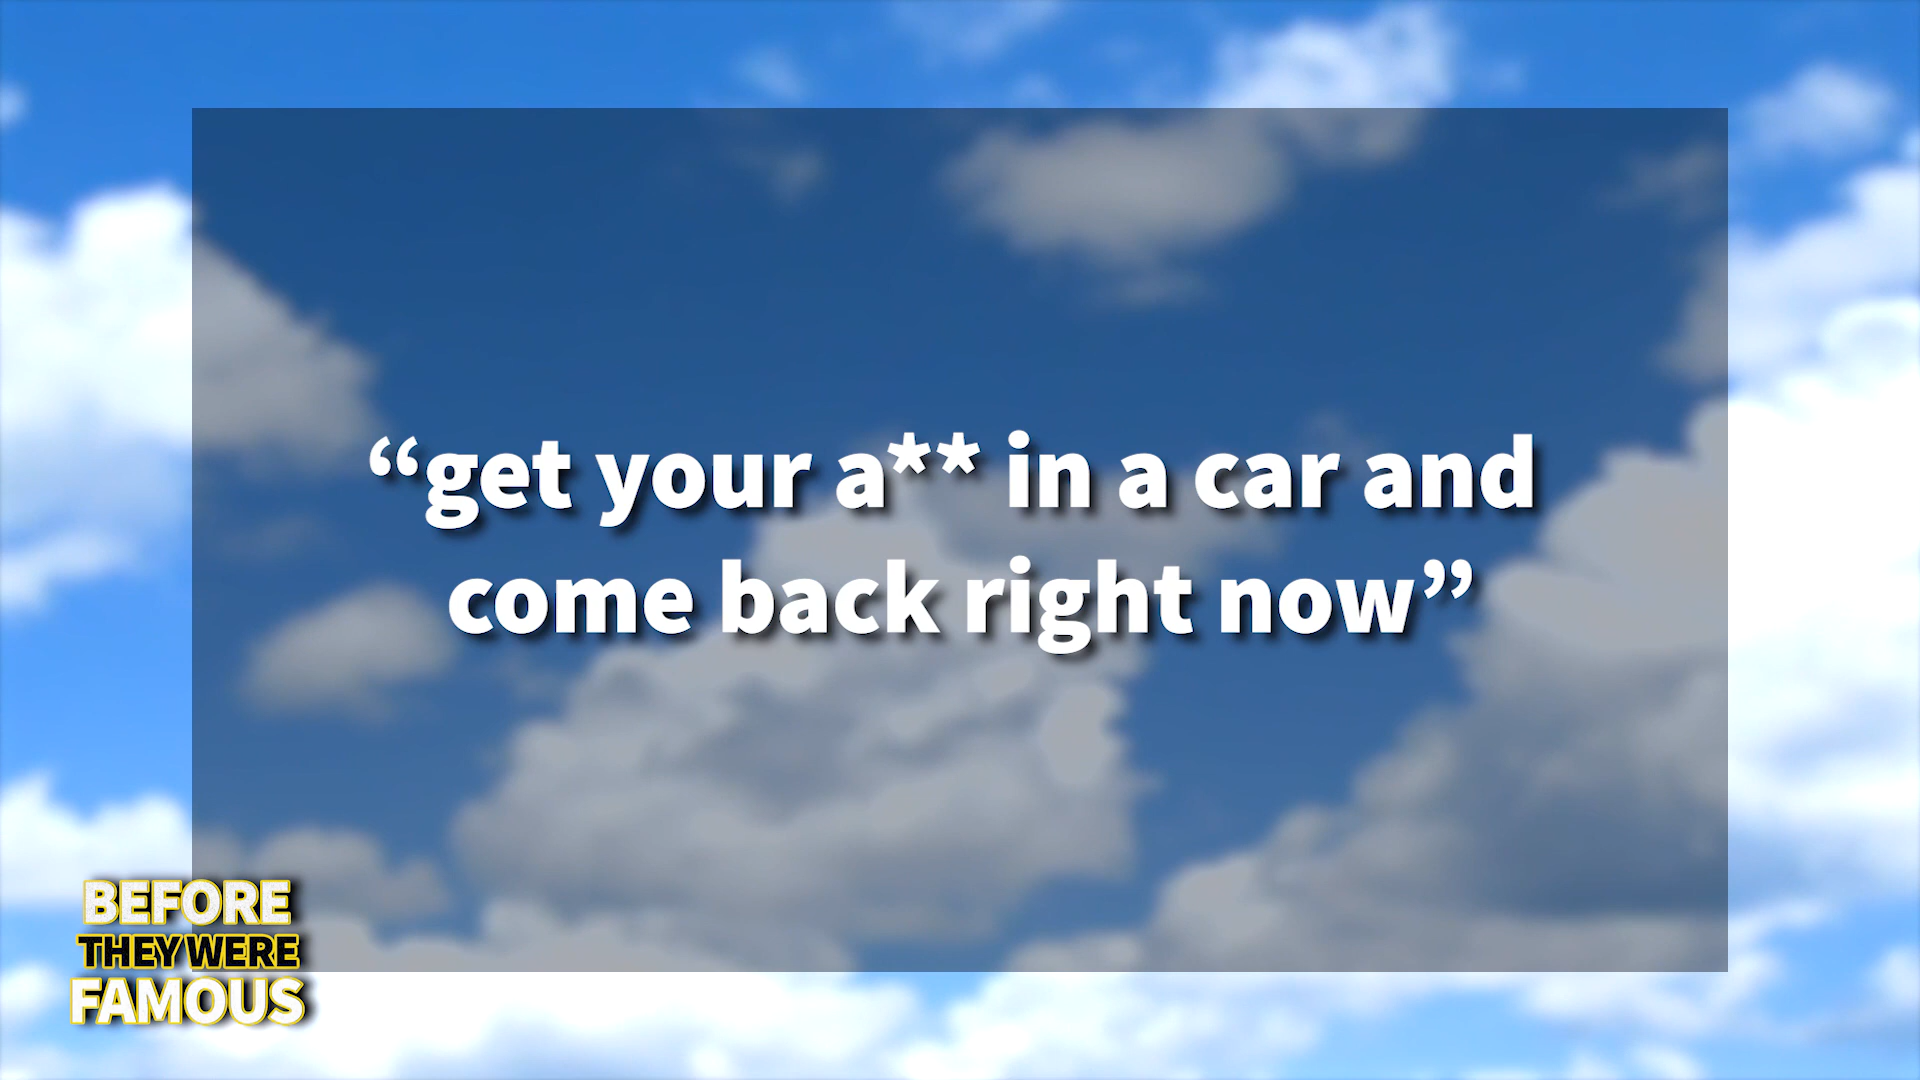 “get your a** in a car and
come back right now”
BEFORE
THEY WERE
FAMOUS